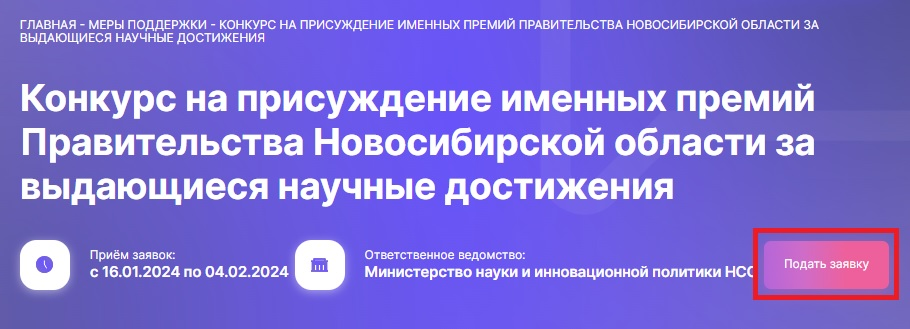 ГЛАВНАЯ - МЕРЫ ПОДДЕРЖКИ - КОНКУРС НА ПРИСУЖДЕНИЕ ИМЕННЫХ ПРЕМИЙ ПРАВИТЕЛЬСТВА НОВОСИБИРСКОЙ ОБЛАСТИ ЗА
ВЫДАЮЩИЕСЯ НАУЧНЫЕ ДОСТИЖЕНИЯ
Конкурс на присуждение именных премий
Правительства Новосибирской области за
выдающиеся научные достижения
Приём заявок:
с 16.01.2024 по 04.02.2024
Ответственное ведомство:
Министерство науки и инновационной политики НСО
Подать заявку